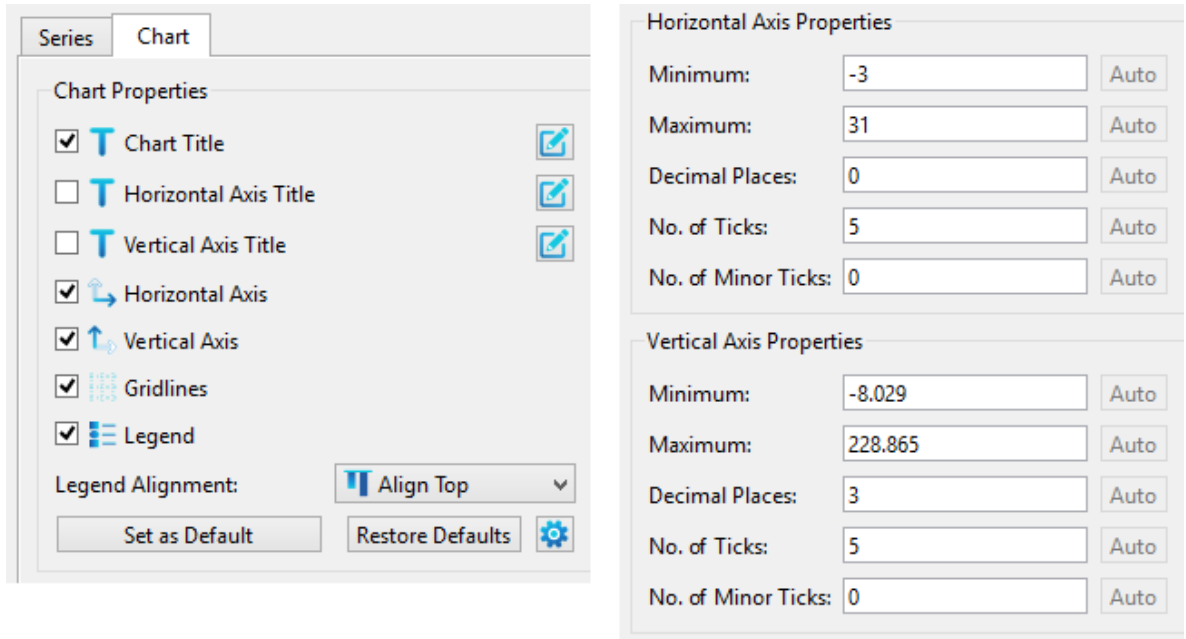 Series Chart
Chart Properties
Chart Title
Horizontal Axis Title
Vertical Axis Title
Horizontal Axis
Vertical Axis
Gridlines
Legend
Legend Alignment: Align Top
Set as Default Restore Defaults
Horizontal Axis Properties
Minimum: -3 Auto
Maximum: 31 Auto
Decimal Places: 0 Auto
No. of Ticks: 5 Auto
No. of Minor Ticks: 0 Auto
Vertical Axis Properties
Minimum: -8.029 Auto
Maximum: 228.865 Auto
Decimal Places: 3 Auto
No. of Ticks: 5 Auto
No. of Minor Ticks: 0 Auto